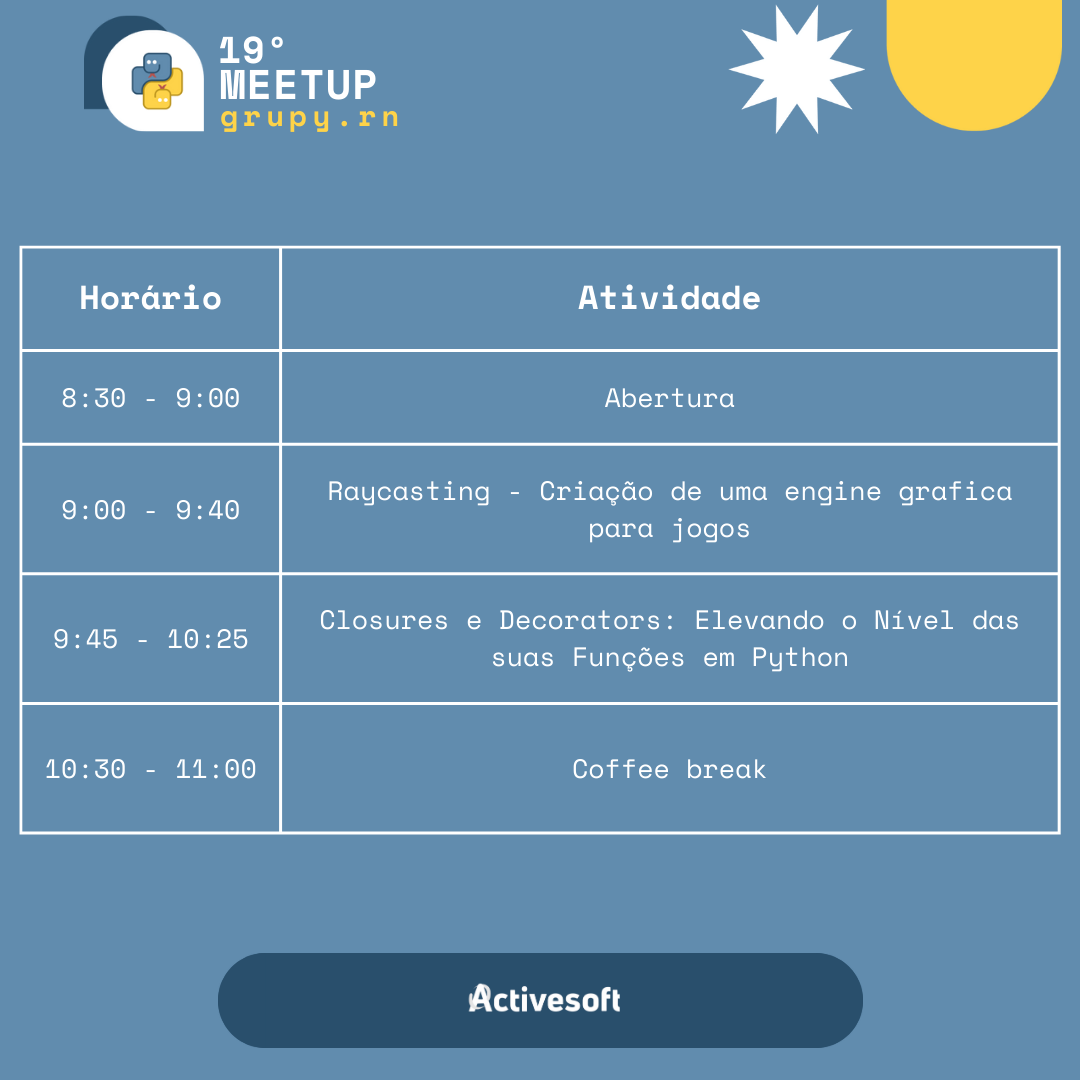 19°
MEETUP
grupy.rn
Horário Atividade
8:30 - 9:00 Abertura
9:00 - 9:40 Raycasting - Criação de uma engine grafica
para jogos
9:45 - 10:25 Closures e Decorators: Elevando o Nível das
suas Funções em Python
10:30 - 11:00 Coffee break
Activesoft